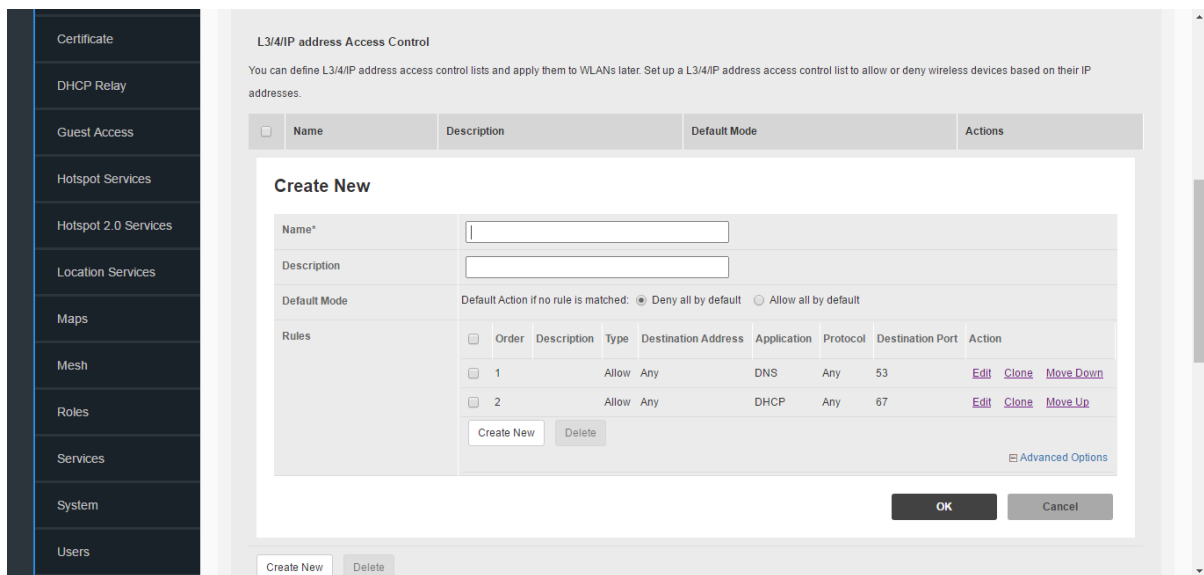 Certificate
DHCP Relay
Guest Access
Hotspot Services
Hotspot 2.0 Services
Location Services
Maps
Mesh
Roles
Services
System
Users
L3/4/IP address Access Control
You can define L3/4/IP address access control lists and apply them to WLANs later. Set up a L3/4/IP address access control list to allow or deny wireless devices based on their IP
addresses.
Name Description Default Mode Actions
Create New
Name*
Description
Default Mode Default Action if no rule is matched: Deny all by default Allow all by default
Rules
Order Description Type Destination Address Application Protocol Destination Port Action
1 Allow Any DNS Any 53 Edit Clone Move Down
2 Allow Any DHCP Any 67 Edit Clone Move Up
Create New Delete
Advanced Options
OK Cancel
Create New Delete